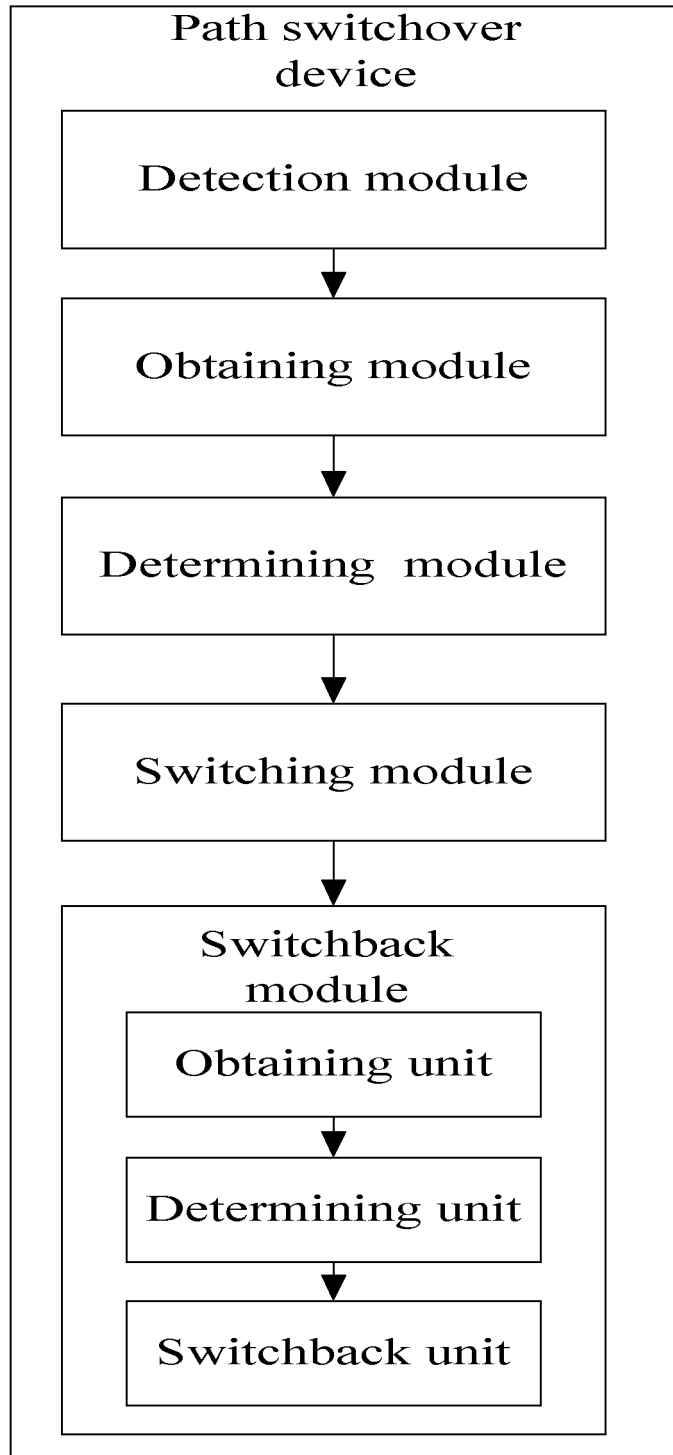 Path switchover
device
Detection module
Obtaining module
Determining module
Switching module
Switchback
module
Obtaining unit
Determining unit
Switchback unit